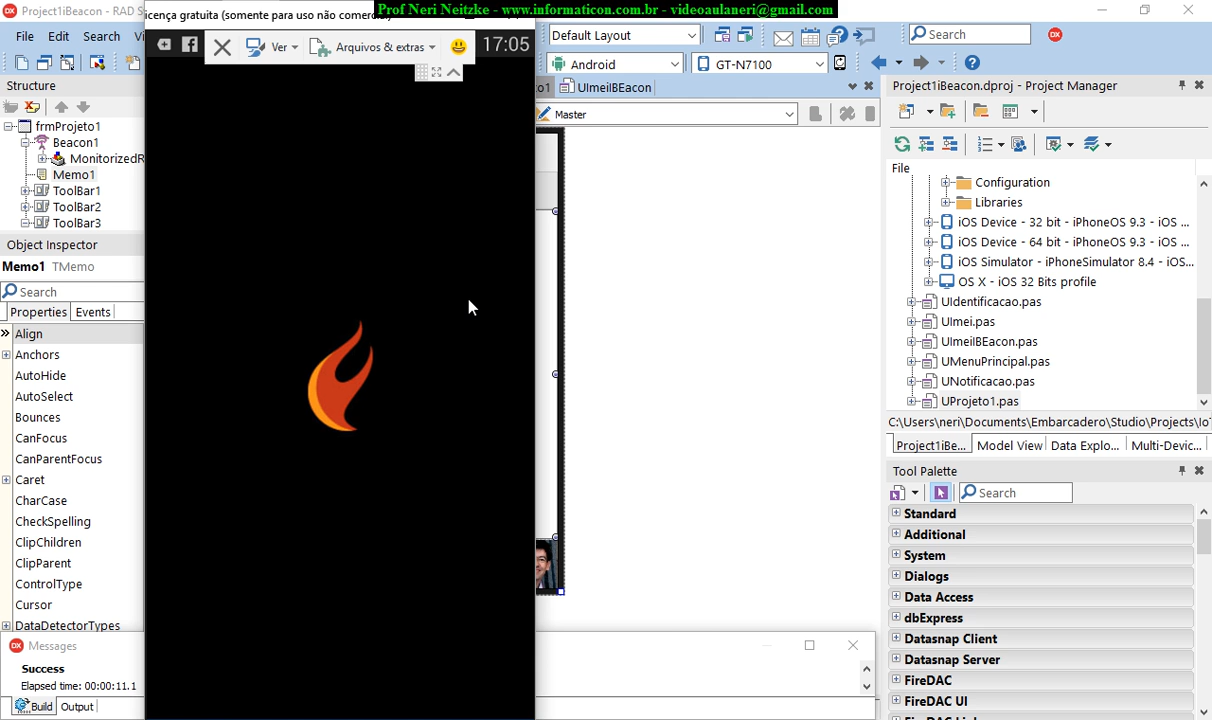 Prof Neri Neitzke - www.informaticon.com.br - videoaulaneri@gmail.com
Project1iBeacon - RAD S
icença gratuita (somente para uso não comercial
File
Edit
Search
Ver
Arquivos & extras
17:05
Default Layout
Search
Android
GT-N7100
Structure
o1
UImeiIBEacon
Project1iBeacon.dproj - Project Manager
Master
frmProjeto1
Beacon1
MonitorizedR
Memo1
ToolBar1
ToolBar2
ToolBar3
File
Configuration
Libraries
iOS Device - 32 bit - iPhoneOS 9.3 - iOS ...
iOS Device - 64 bit - iPhoneOS 9.3 - iOS ...
iOS Simulator - iPhoneSimulator 8.4 - iOS...
OS X - iOS 32 Bits profile
UIdentificacao.pas
UImei.pas
UImeiIBEacon.pas
UMenuPrincipal.pas
UNotificacao.pas
UProjeto1.pas
C:\Users\neri\Documents\Embarcadero\Studio\Projects\IoT
Project1iBe...
Model View
Data Explo...
Multi-Devic...
Object Inspector
Memo1 TMemo
Search
Properties
Events
Align
Anchors
AutoHide
AutoSelect
Bounces
CanFocus
CanParentFocus
Caret
CharCase
CheckSpelling
ClipChildren
ClipParent
ControlType
Cursor
DataDetectorTypes
Tool Palette
Search
Standard
Additional
System
Dialogs
Data Access
dbExpress
Datasnap Client
Datasnap Server
FireDAC
FireDAC UI
Messages
Success
Elapsed time: 00:00:11.1
Build
Output